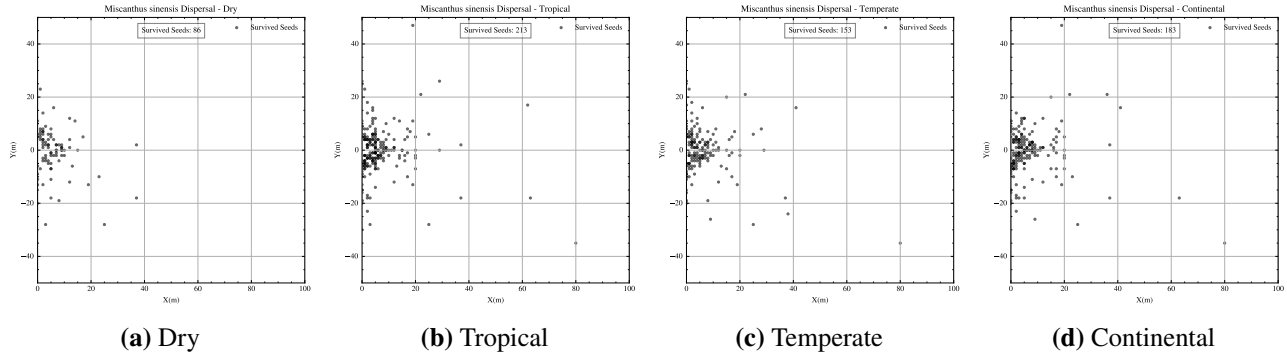 Miscanthus sinensis Dispersal - Dry
Survived Seeds: 86
Survived Seeds
Y(m)
40
20
0
−20
−40
0 20 40 60 80 100
X(m)
(a) Dry
Miscanthus sinensis Dispersal - Tropical
Survived Seeds: 213
Survived Seeds
Y(m)
40
20
0
−20
−40
0 20 40 60 80 100
X(m)
(b) Tropical
Miscanthus sinensis Dispersal - Temperate
Survived Seeds: 153
Survived Seeds
Y(m)
40
20
0
−20
−40
0 20 40 60 80 100
X(m)
(c) Temperate
Miscanthus sinensis Dispersal - Continental
Survived Seeds: 183
Survived Seeds
Y(m)
40
20
0
−20
−40
0 20 40 60 80 100
X(m)
(d) Continental